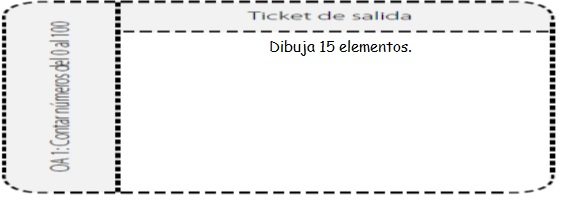 Ticket de salida
OA 1: Contar números del 0 al 100
Dibuja 15 elementos.